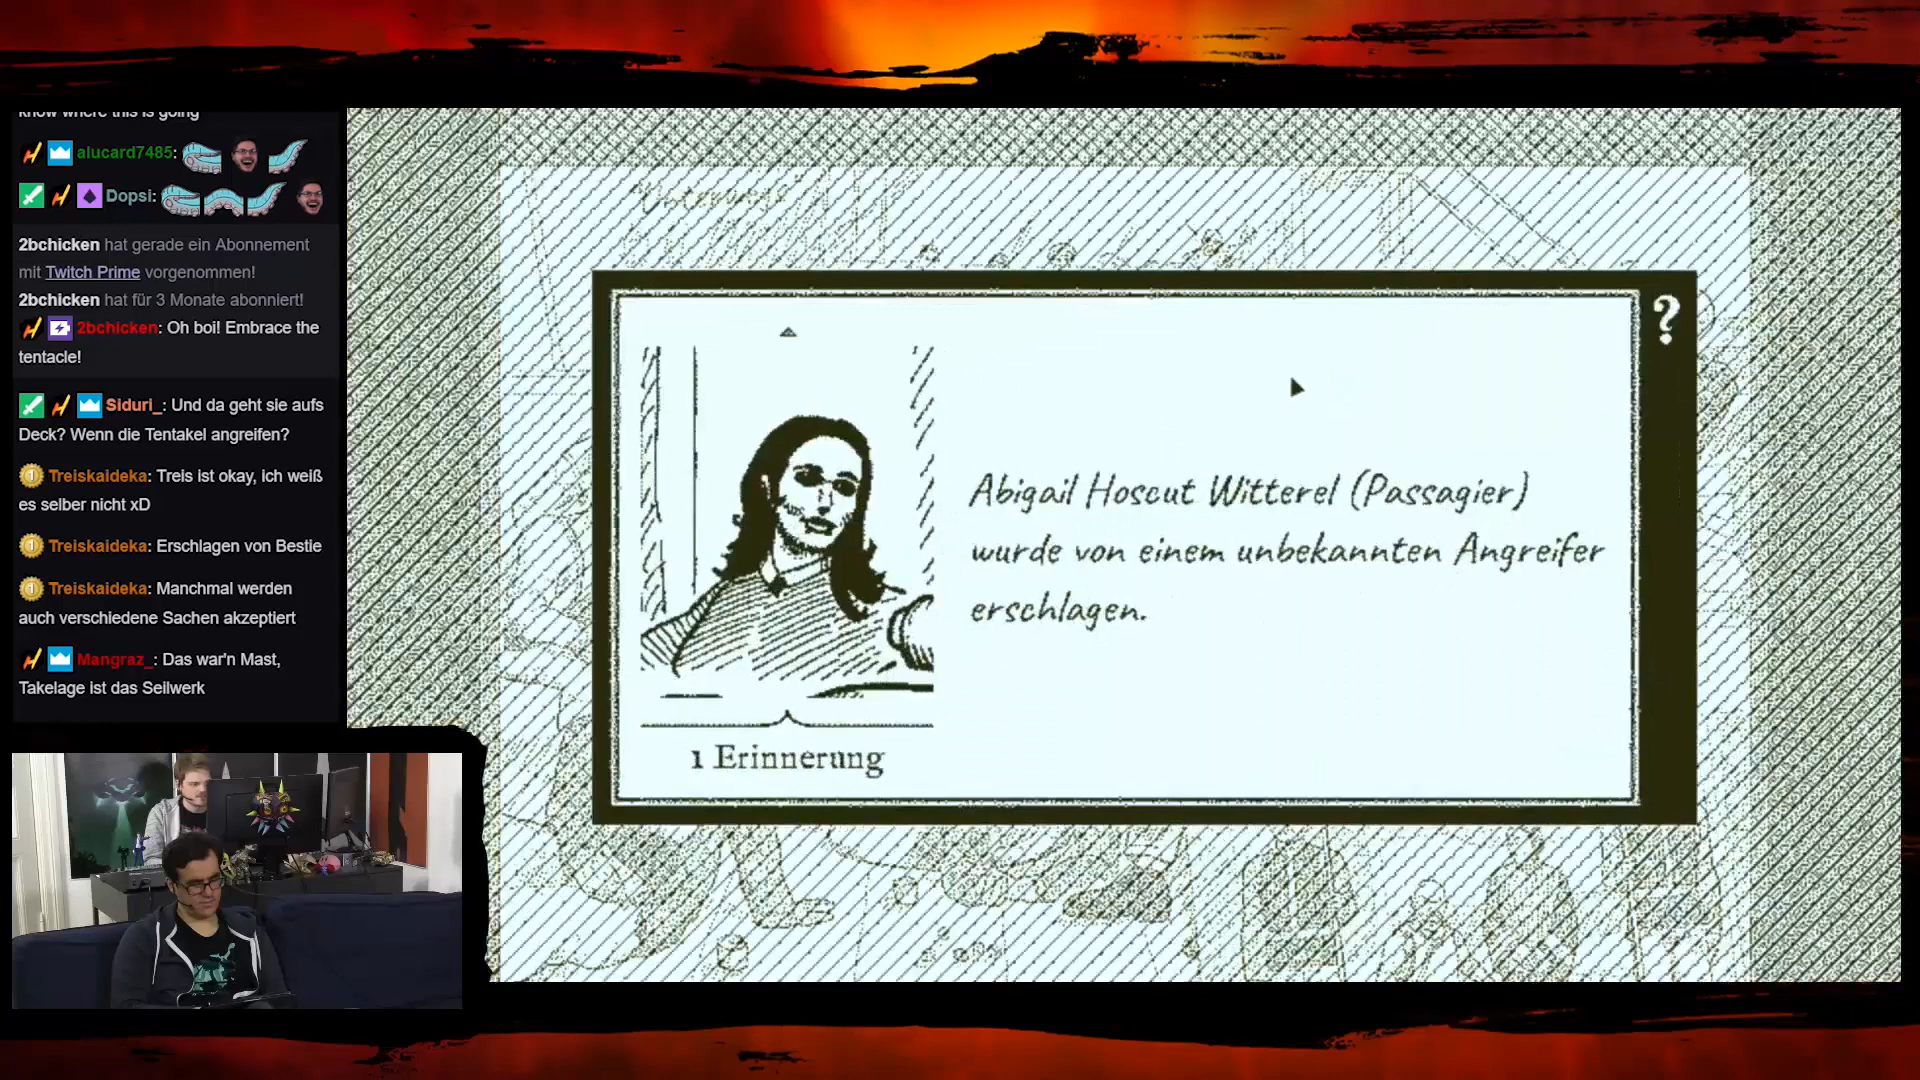 know where this is going
alucard7485:
Dopsi:
2bchicken hat gerade ein Abonnement
mit Twitch Prime vorgenommen!
2bchicken hat für 3 Monate abonniert!
2bchicken: Oh boi! Embrace the
tentacle!
Siduri_: Und da geht sie aufs
Deck? Wenn die Tentakel angreifen?
Treiskaideka: Treis ist okay, ich weiß
es selber nicht xD
Treiskaideka: Erschlagen von Bestie
Treiskaideka: Manchmal werden
auch verschiedene Sachen akzeptiert
Mangraz_: Das war'n Mast,
Takelage ist das Seilwerk
?
Abigail Hoscut Witterel (Passagier)
wurde von einem unbekannten Angreifer
erschlagen.
1 Erinnerung